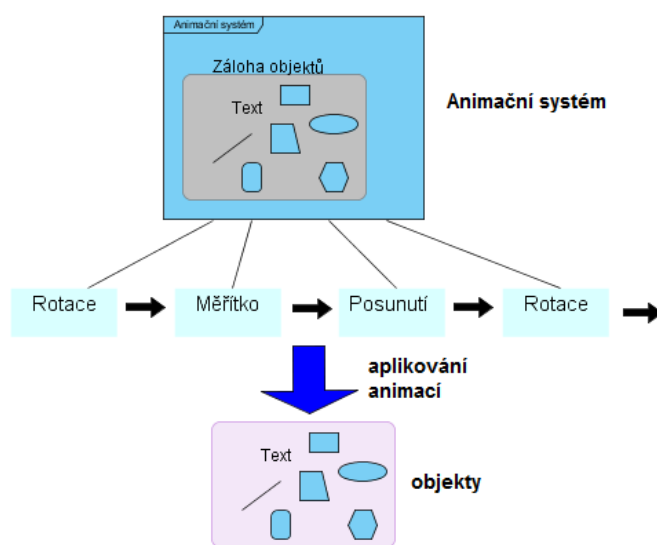 Animační systém
Záloha objektů
Text
Animační systém
Rotace
Měřítko
Posunutí
Rotace
aplikování
animací
Text
objekty